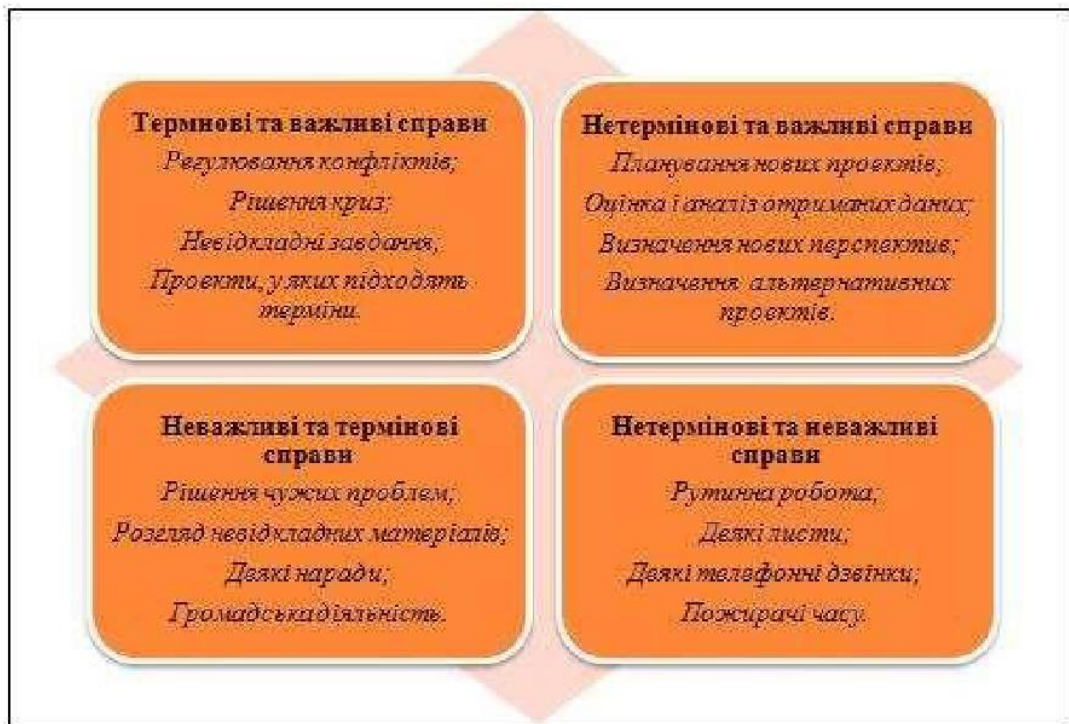 Термнові та важливі справи
Регулювання конфліктів;
Рішення криз;
Невідкладні завдання;
Проекти, у яких підходять
терміни.
Нетермінові та важливі справи
Планування нових проектів;
Оцінка і аналіз отриманих даних;
Визначення нових перспектив;
Визначення альтернативних
проектів.
Неважливі та термінові
справи
Рішення чужих проблем;
Розгляд невідкладних матеріалів;
Деякі наради;
Громадська діяльність.
Нетермінові та неважливі
справи
Рутинна робота;
Деякі листи;
Деякі телефонні дзвінки;
Пожирачі часу.